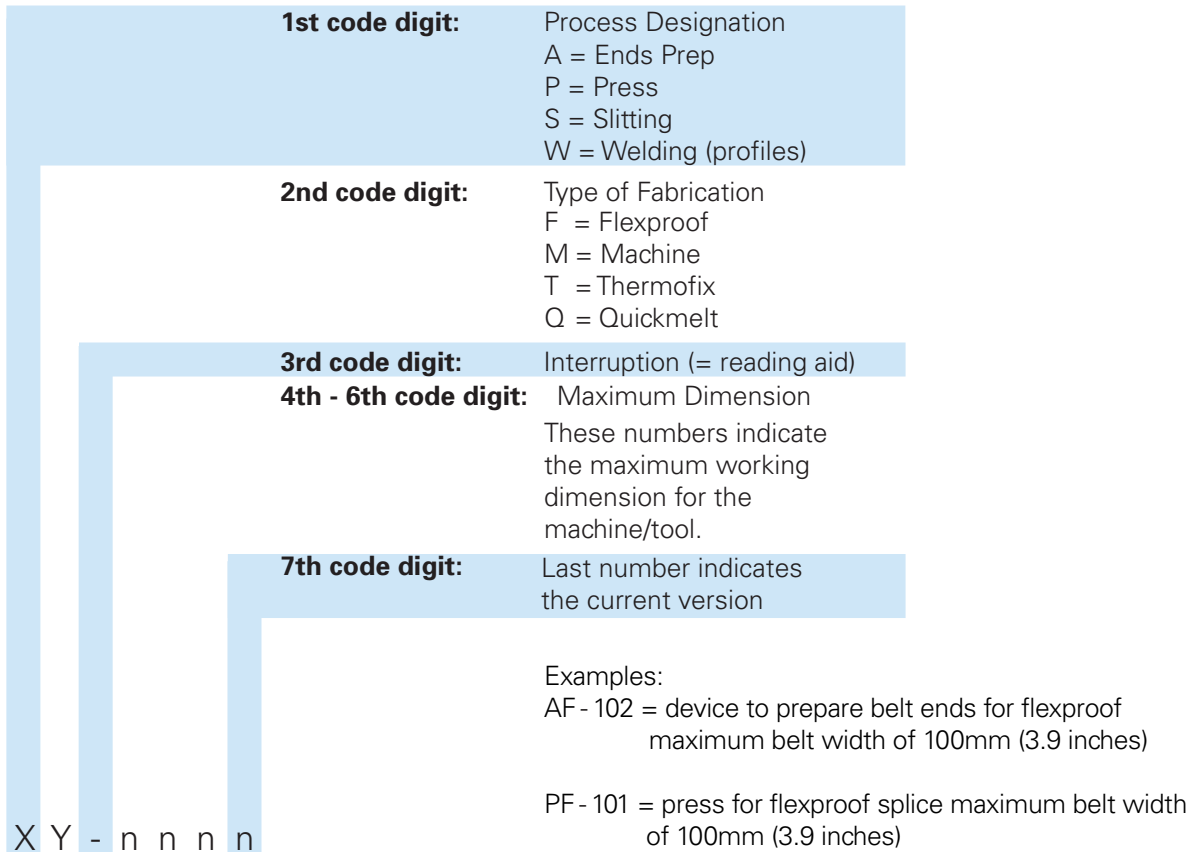 1st code digit: Process Designation
A = Ends Prep
P = Press
S = Slitting
W = Welding (profiles)
2nd code digit: Type of Fabrication
F = Flexproof
M = Machine
T = Thermofix
Q = Quickmelt
3rd code digit: Interruption (= reading aid)
4th - 6th code digit: Maximum Dimension
These numbers indicate
the maximum working
dimension for the
machine/tool.
7th code digit: Last number indicates
the current version
Examples:
AF - 102 = device to prepare belt ends for flexproof
maximum belt width of 100mm (3.9 inches)
PF - 101 = press for flexproof splice maximum belt width
of 100mm (3.9 inches)
X Y - n n n n